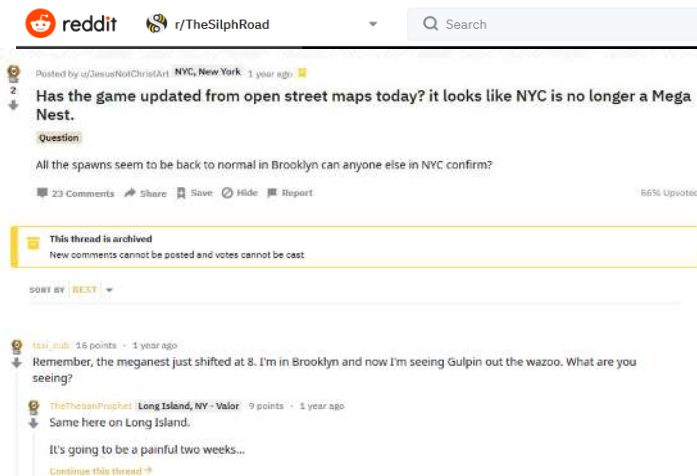 reddit r/TheSilphRoad Search
Posted by u/JesusNotChristArt NYC, New York 1 year ago
2
Has the game updated from open street maps today? it looks like NYC is no longer a Mega
Nest.
Question
All the spawns seem to be back to normal in Brooklyn can anyone else in NYC confirm?
23 Comments Share Save Hide Report 66% Upvoted
This thread is archived
New comments cannot be posted and votes cannot be cast
SORT BY BEST
taxi_cub 16 points · 1 year ago
Remember, the meganest just shifted at 8. I'm in Brooklyn and now I'm seeing Gulpin out the wazoo. What are you
seeing?
TheThebanProphet Long Island, NY - Valor 9 points · 1 year ago
Same here on Long Island.
It's going to be a painful two weeks...
Continue this thread